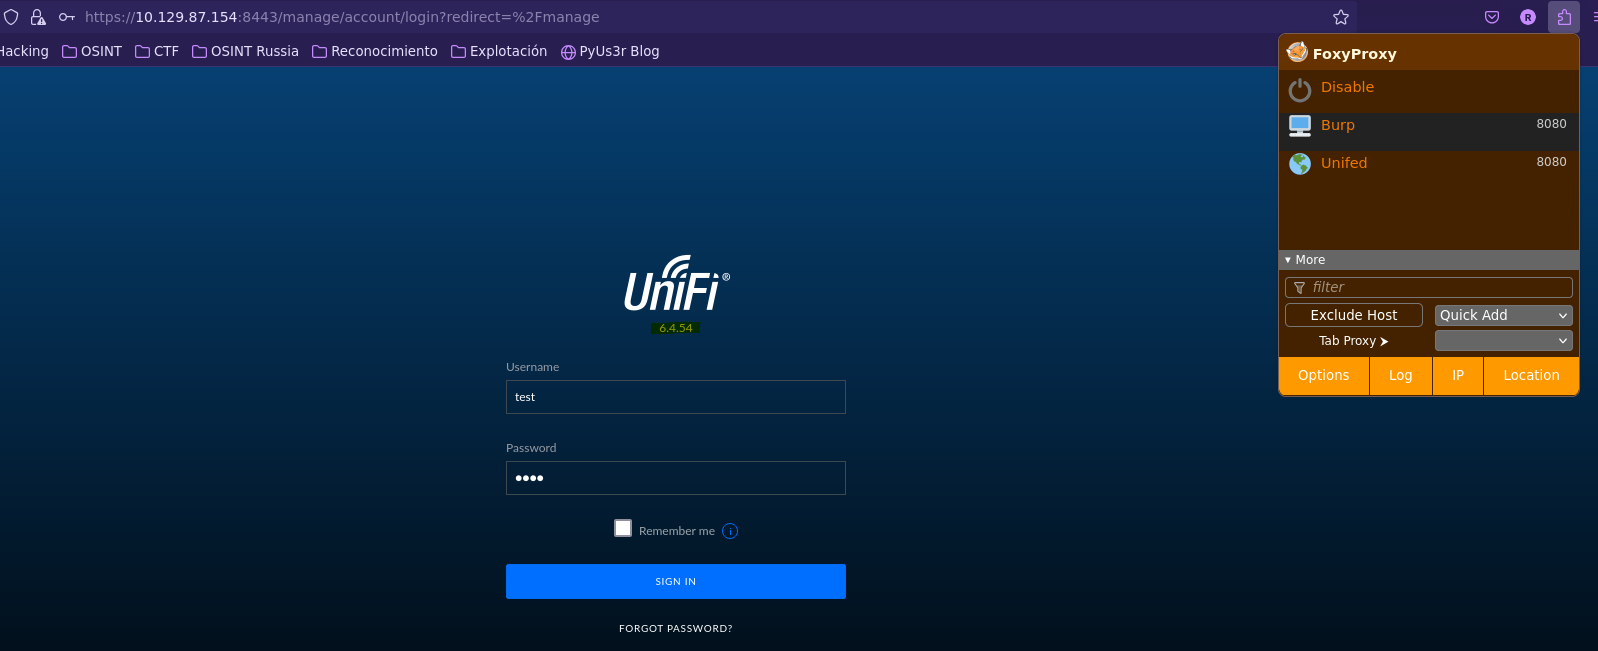 https://10.129.87.154:8443/manage/account/login?redirect=%2Fmanage
R
Hacking OSINT CTF OSINT Russia Reconocimiento Explotación PyUs3r Blog
FoxyProxy
Disable
Burp 8080
Unifed 8080
More
filter
Exclude Host Quick Add
Tab Proxy
Options Log IP Location
UniFi ®
6.4.54
Username
test
Password
Remember me i
SIGN IN
FORGOT PASSWORD?